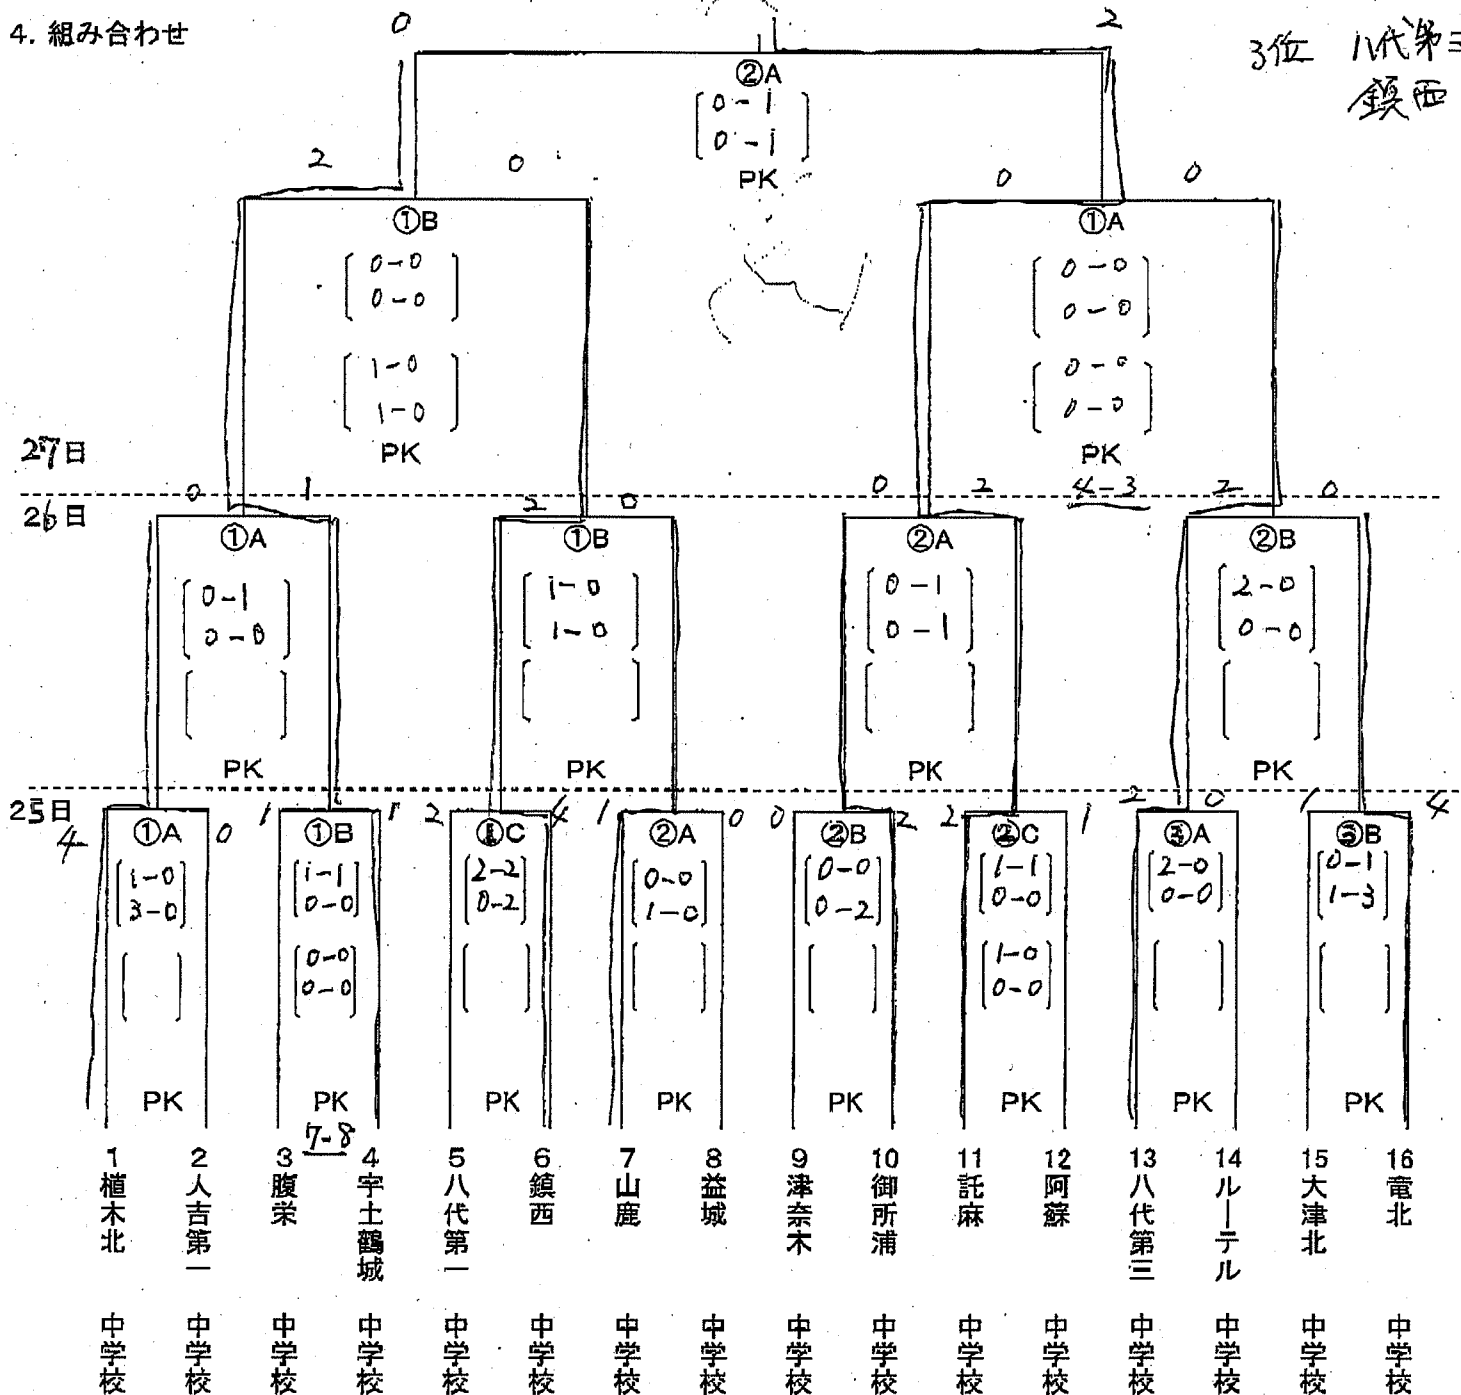 4. 組み合わせ
0
2
3位 八代第三
鎮西
②A
0-1
0-1
PK
2
0
0
0
①B
①A
0-0
0-0
1-0
1-0
PK
0-0
0-0
0-0
0-0
PK
4-3
27日
0
1
2
0
0
2
2
0
26日
①A
①B
②A
②B
0-1
0-0
PK
1-0
1-0
PK
0-1
0-1
PK
2-0
0-0
PK
25日
4
0
1
1
2
4
1
0
0
2
2
1
2
0
1
4
①A
①B
①C
②A
②B
②C
③A
③B
1-0
3-0
PK
1-1
0-0
0-0
0-0
PK
7-8
2-2
0-2
PK
0-0
1-0
PK
0-0
0-2
PK
1-1
0-0
1-0
0-0
PK
2-0
0-0
PK
0-1
1-3
PK
1 植木北 中学校
2 人吉第一 中学校
3 腹栄 中学校
4 宇土鶴城 中学校
5 八代第一 中学校
6 鎮西 中学校
7 山鹿 中学校
8 益城 中学校
9 津奈木 中学校
10 御所浦 中学校
11 託麻 中学校
12 阿蘇 中学校
13 八代第三 中学校
14 ルーテル 中学校
15 大津北 中学校
16 竜北 中学校